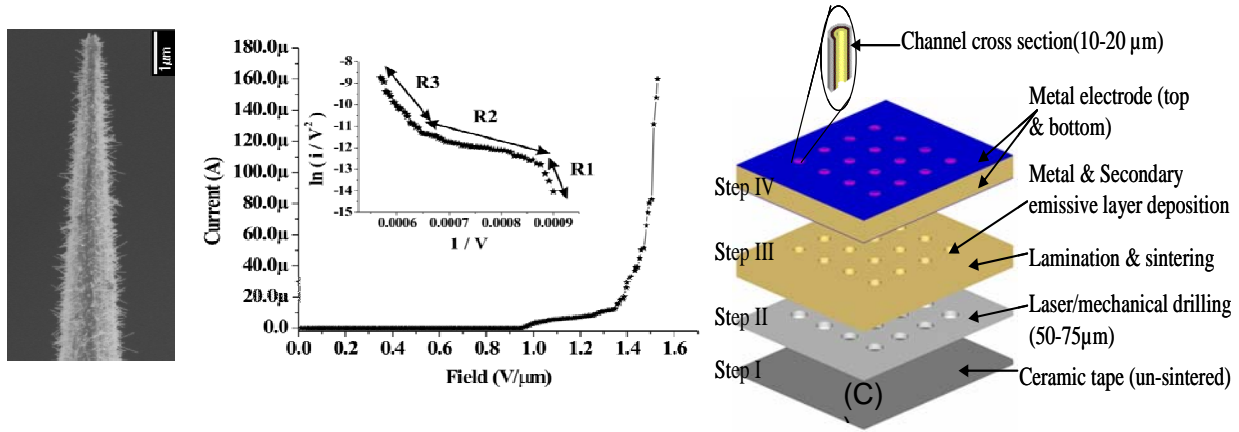 1μm
180.0μ
160.0μ
140.0μ
120.0μ
100.0μ
80.0μ
60.0μ
40.0μ
20.0μ
0.0
Current (A)
0.0 0.2 0.4 0.6 0.8 1.0 1.2 1.4 1.6
Field (V/μm)
-8
-9
-10
-11
-12
-13
-14
-15
ln ( i / V²)
R3
R2
R1
0.0006 0.0007 0.0008 0.0009
1 / V
Channel cross section(10-20 μm)
Metal electrode (top
& bottom)
Metal & Secondary
emissive layer deposition
Lamination & sintering
Laser/mechanical drilling
(50-75μm)
Ceramic tape (un-sintered)
Step IV
Step III
Step II
Step I
(C)